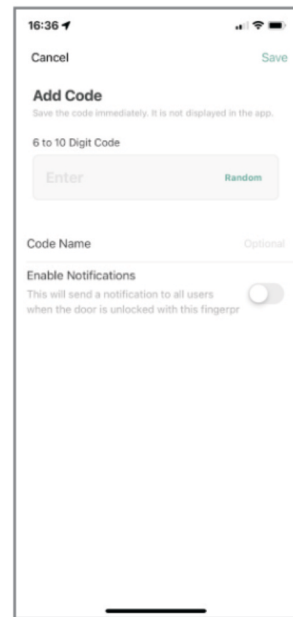 16:36
Cancel
Save
Add Code
Save the code immediately. It is not displayed in the app.
6 to 10 Digit Code
Enter
Random
Code Name
Optional
Enable Notifications
This will send a notification to all users
when the door is unlocked with this fingerpr